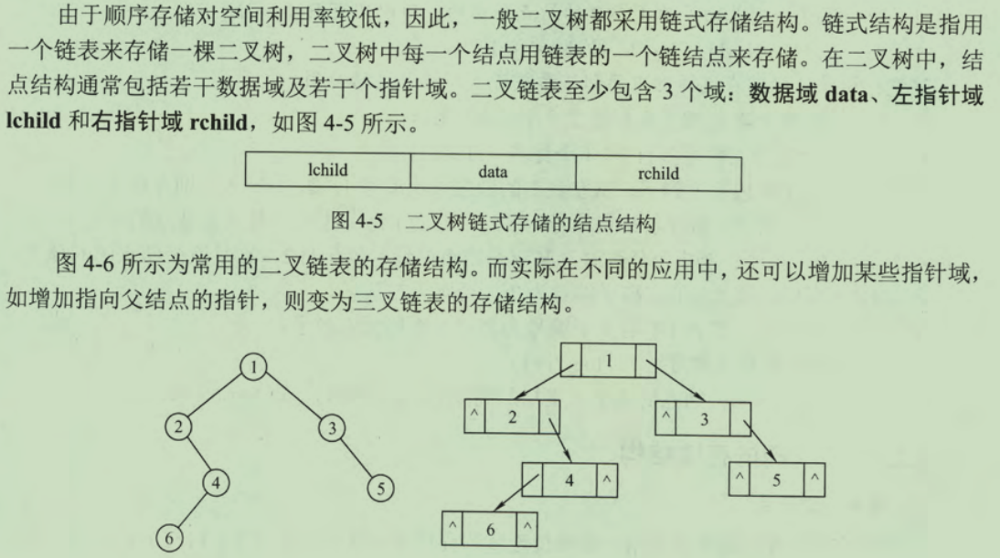 由于顺序存储对空间利用率较低，因此，一般二叉树都采用链式存储结构。链式结构是指用
一个链表来存储一棵二叉树，二叉树中每一个结点用链表的一个链结点来存储。在二叉树中，结
点结构通常包括若干数据域及若干个指针域。二叉链表至少包含 3 个域：数据域 data、左指针域
lchild 和右指针域 rchild，如图 4-5 所示。
lchild data rchild
图 4-5 二叉树链式存储的结点结构
图 4-6 所示为常用的二叉链表的存储结构。而实际在不同的应用中，还可以增加某些指针域，
如增加指向父结点的指针，则变为三叉链表的存储结构。
1
2 3
4 5
6
1
^ 2 ^ 3
4 ^ ^ 5 ^
^ 6 ^